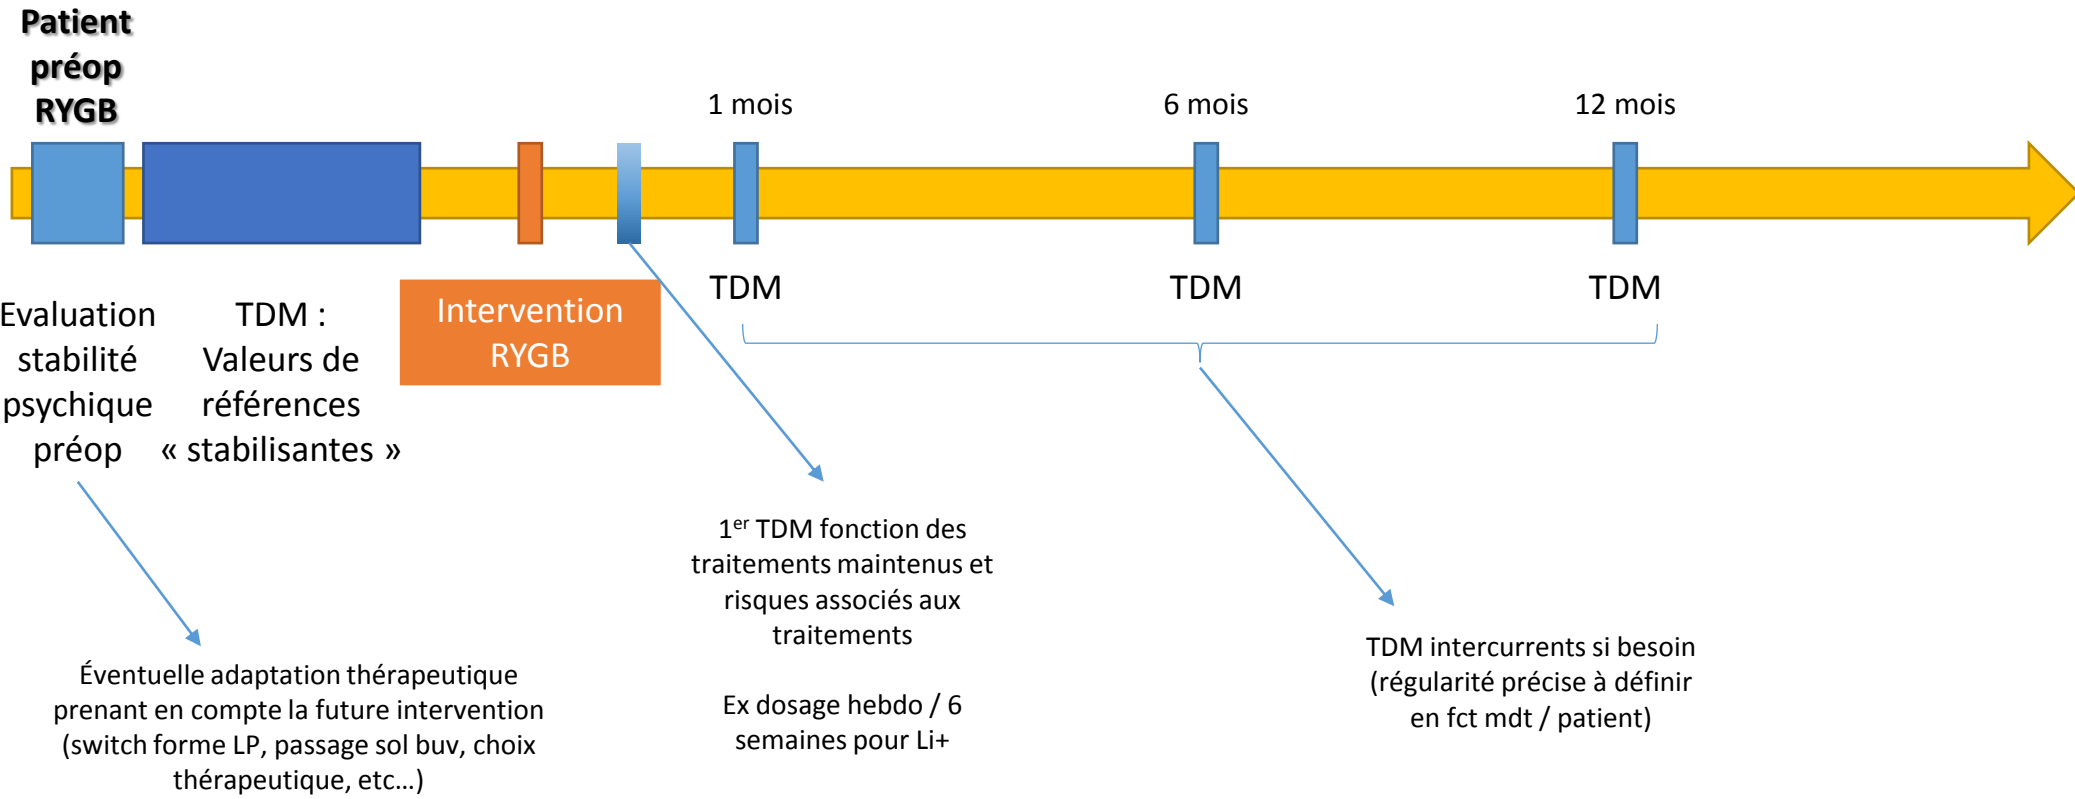 Patient
préop
RYGB
1 mois
6 mois
12 mois
Evaluation
stabilité
psychique
préop
TDM :
Valeurs de
références
« stabilisantes »
Intervention
RYGB
TDM
TDM
TDM
Éventuelle adaptation thérapeutique
prenant en compte la future intervention
(switch forme LP, passage sol buv, choix
thérapeutique, etc…)
1er TDM fonction des
traitements maintenus et
risques associés aux
traitements
Ex dosage hebdo / 6
semaines pour Li+
TDM intercurrents si besoin
(régularité précise à définir
en fct mdt / patient)